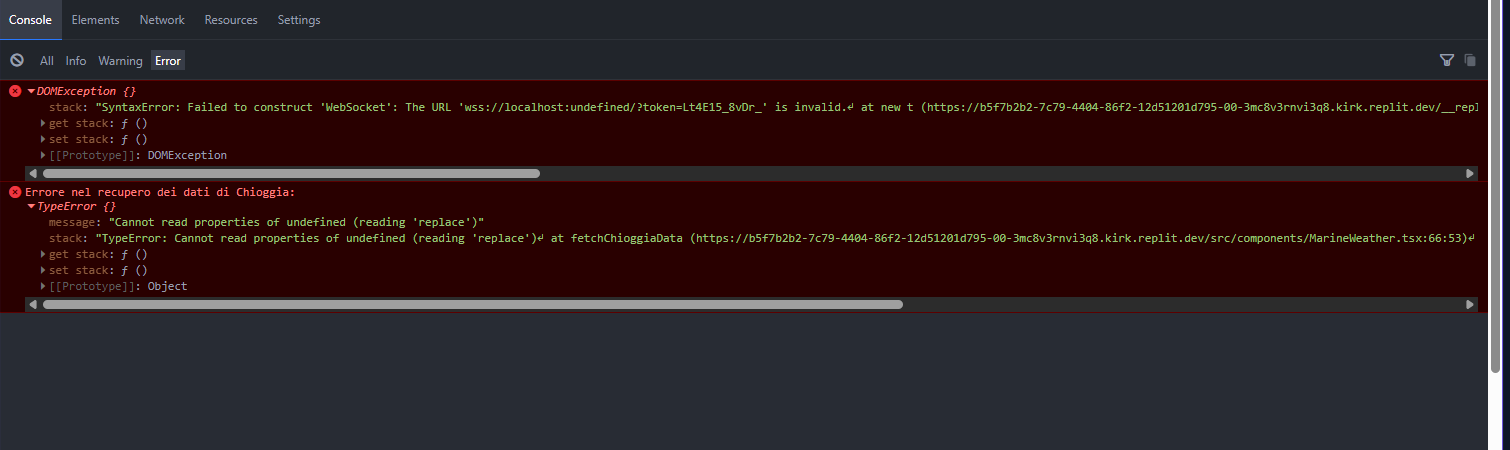 Console Elements Network Resources Settings
All Info Warning Error
DOMException {}
stack: "SyntaxError: Failed to construct 'WebSocket': The URL 'wss://localhost:undefined/?token=Lt4E15_8vDr_' is invalid.↵ at new t (https://b5f7b2b2-7c79-4404-86f2-12d51201d795-00-3mc8v3rnvi3q8.kirk.replit.dev/__repl
get stack: ƒ ()
set stack: ƒ ()
[[Prototype]]: DOMException
Errore nel recupero dei dati di Chioggia:
TypeError {}
message: "Cannot read properties of undefined (reading 'replace')"
stack: "TypeError: Cannot read properties of undefined (reading 'replace')↵ at fetchChioggiaData (https://b5f7b2b2-7c79-4404-86f2-12d51201d795-00-3mc8v3rnvi3q8.kirk.replit.dev/src/components/MarineWeather.tsx:66:53)↵
get stack: ƒ ()
set stack: ƒ ()
[[Prototype]]: Object